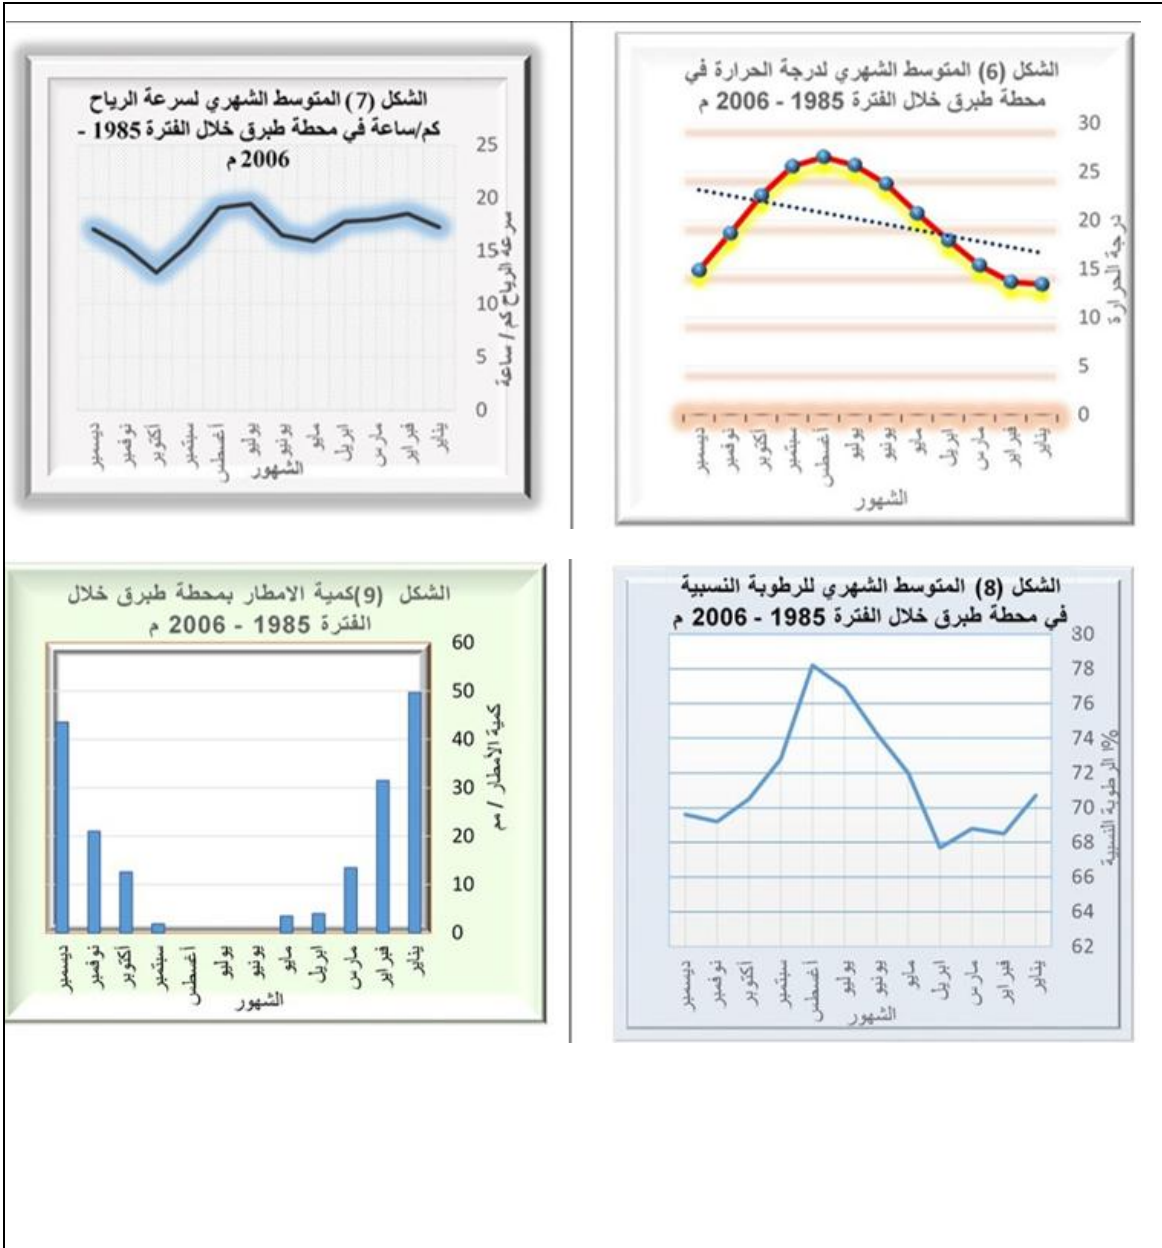 الشكل (6) المتوسط الشهري لدرجة الحرارة في
محطة طبرق خلال الفترة 1985 - 2006 م
30
25
20
15
10
5
0
درجة الحرارة
يناير
فبراير
مارس
ابريل
مايو
يونيو
يوليو
أغسطس
سبتمبر
أكتوبر
نوفمبر
ديسمبر
الشهور
الشكل (7) المتوسط الشهري لسرعة الرياح
كم/ساعة في محطة طبرق خلال الفترة 1985 -
2006 م
25
20
15
10
5
0
سرعة الرياح كم / ساعة
يناير
فبراير
مارس
ابريل
مايو
يونيو
يوليو
أغسطس
سبتمبر
أكتوبر
نوفمبر
ديسمبر
الشهور
الشكل (8) المتوسط الشهري للرطوبة النسبية
في محطة طبرق خلال الفترة 1985 - 2006 م
30
78
76
74
72
70
68
66
64
62
الرطوبة النسبية %
يناير
فبراير
مارس
ابريل
مايو
يونيو
يوليو
أغسطس
سبتمبر
أكتوبر
نوفمبر
ديسمبر
الشهور
الشكل (9)كمية الامطار بمحطة طبرق خلال
الفترة 1985 - 2006 م
60
50
40
30
20
10
0
كمية الأمطار / مم
يناير
فبراير
مارس
ابريل
مايو
يونيو
يوليو
أغسطس
سبتمبر
أكتوبر
نوفمبر
ديسمبر
الشهور